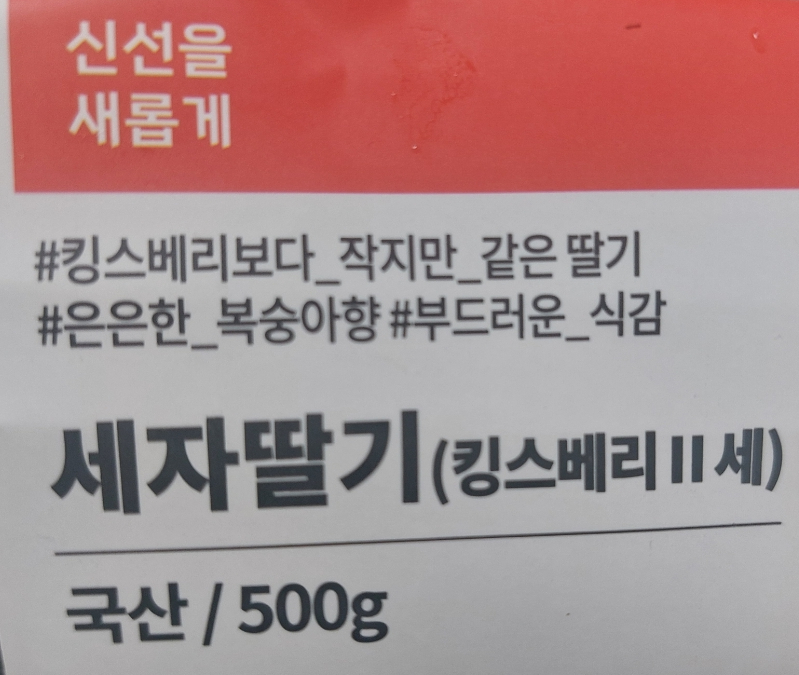 신선을
새롭게
#킹스베리보다_작지만_같은 딸기
#은은한_복숭아향 #부드러운_식감
세자딸기(킹스베리 II 세)
국산 / 500g